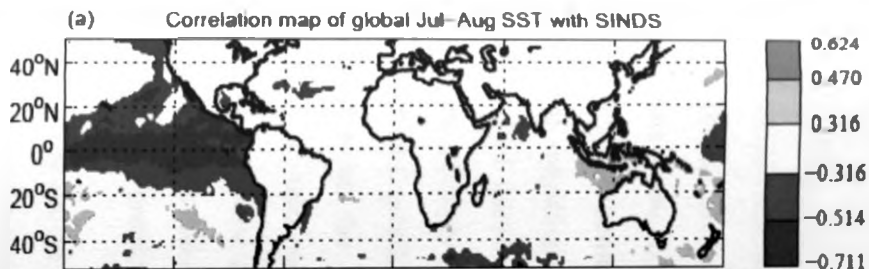 (a) Correlation map of global Jul–Aug SST with SINDS
40°N
20°N
0°
20°S
40°S
0.624
0.470
0.316
−0.316
−0.514
−0.711